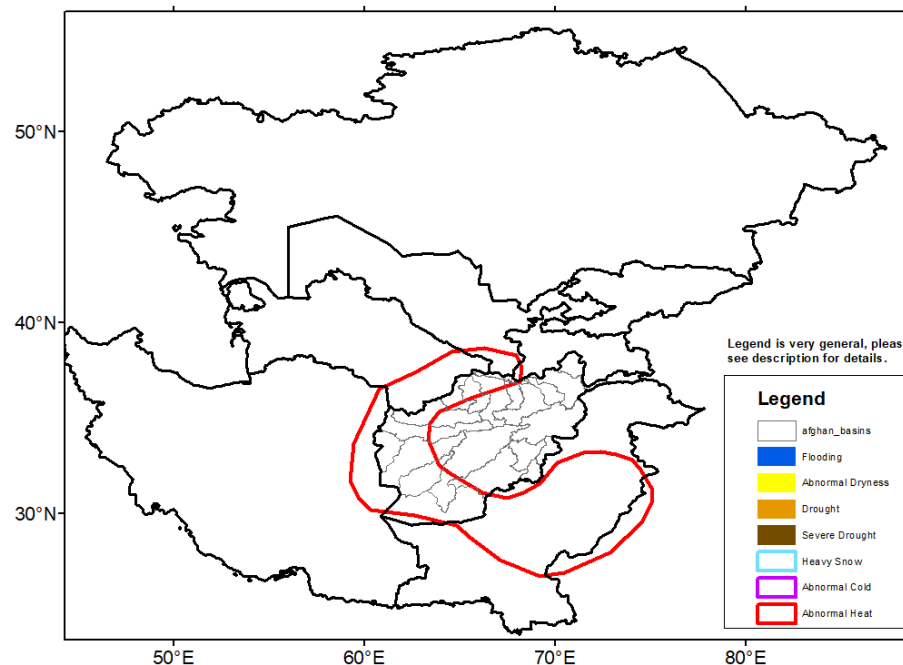 50°N
40°N
30°N
50°E
60°E
70°E
80°E
Legend is very general, pleas
see description for details.
Legend
afghan_basins
Flooding
Abnormal Dryness
Drought
Severe Drought
Heavy Snow
Abnormal Cold
Abnormal Heat